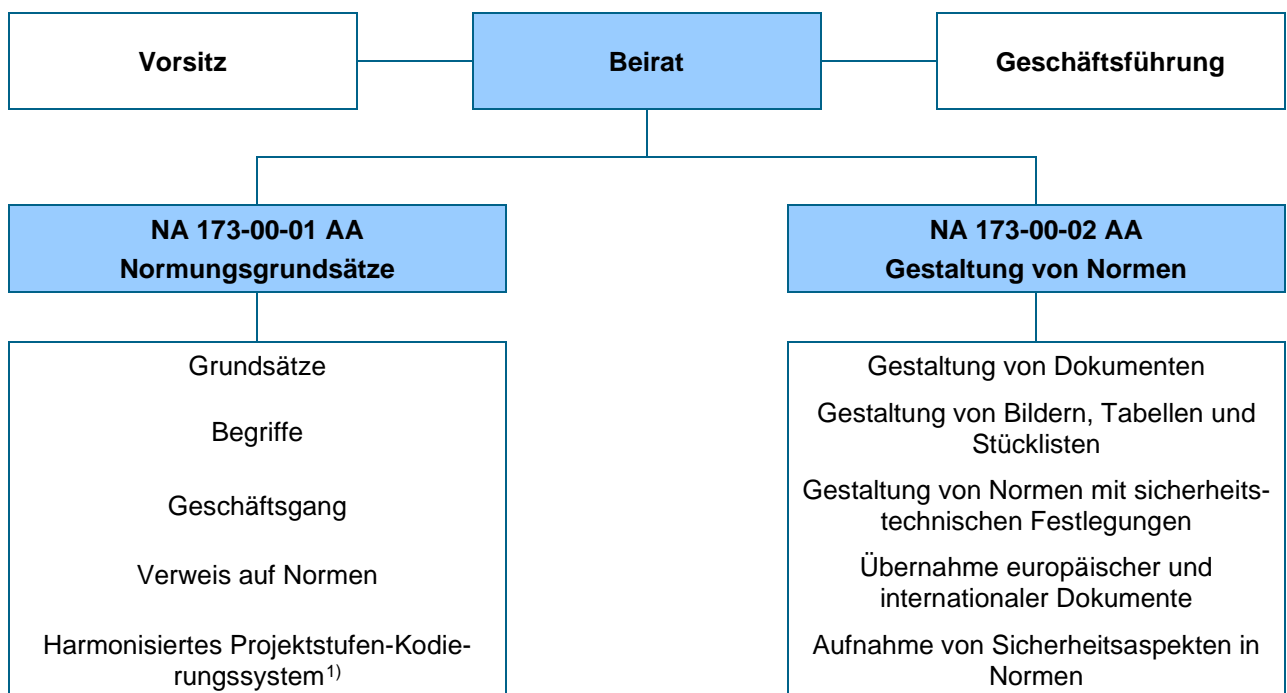 Vorsitz
Beirat
Geschäftsführung
NA 173-00-01 AA
Normungsgrundsätze
NA 173-00-02 AA
Gestaltung von Normen
Grundsätze
Begriffe
Geschäftsgang
Verweis auf Normen
Harmonisiertes Projektstufen-Kodie-
rungssystem1)
Gestaltung von Dokumenten
Gestaltung von Bildern, Tabellen und
Stücklisten
Gestaltung von Normen mit sicherheits-
technischen Festlegungen
Übernahme europäischer und
internationaler Dokumente
Aufnahme von Sicherheitsaspekten in
Normen